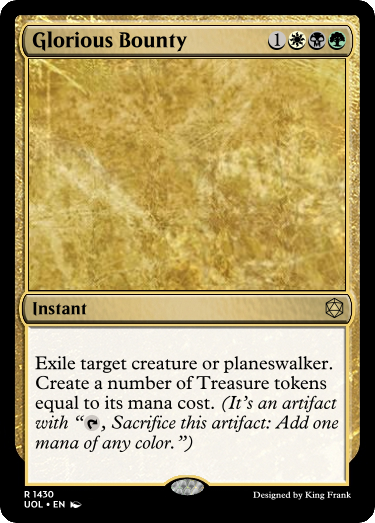 Glorious Bounty 1
Instant
Exile target creature or planeswalker.
Create a number of Treasure tokens
equal to its mana cost. (It's an artifact
with “, Sacrifice this artifact: Add one
mana of any color.”)
R 1430
UOL • EN Designed by King Frank